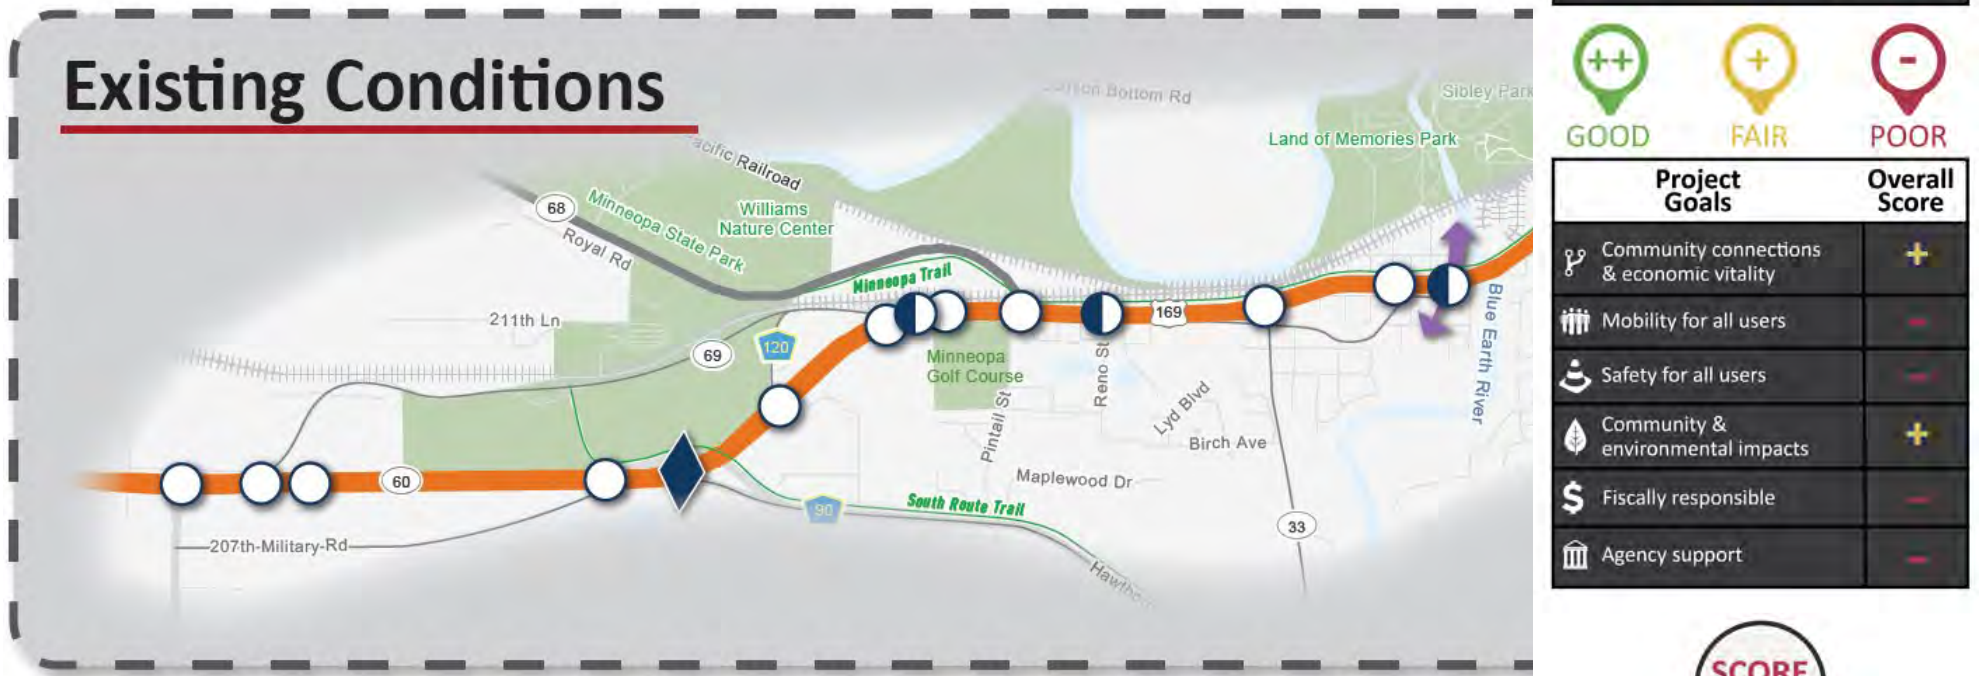 Existing Conditions
Bottom Rd
Sibley Park
Land of Memories Park
Railroad
68
Royal Rd
Minneopa State Park
Williams
Nature Center
Minneopa Trail
211th Ln
69
120
169
Minneopa
Golf Course
Reno St
Pintail St
Lyd Blvd
Birch Ave
Maplewood Dr
Blue Earth River
60
90
South Route Trail
33
207th-Military-Rd
++
GOOD
+
FAIR
-
POOR
Project
Goals
Overall
Score
Community connections
& economic vitality
+
Mobility for all users
-
Safety for all users
-
Community &
environmental impacts
+
$ Fiscally responsible
-
Agency support
-
SCORE